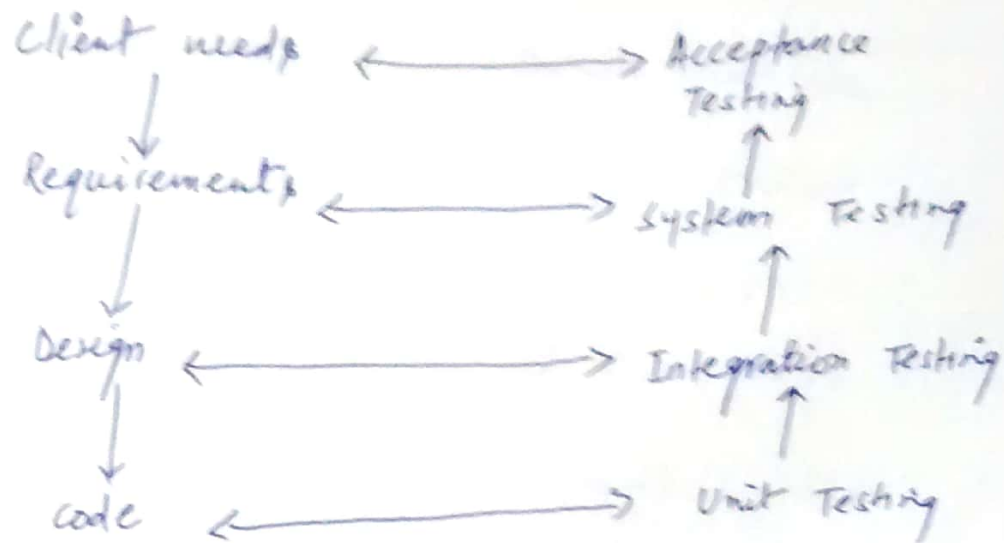 Client needs
Acceptance
Testing
Requirements
System Testing
Design
Integration Testing
code
Unit Testing